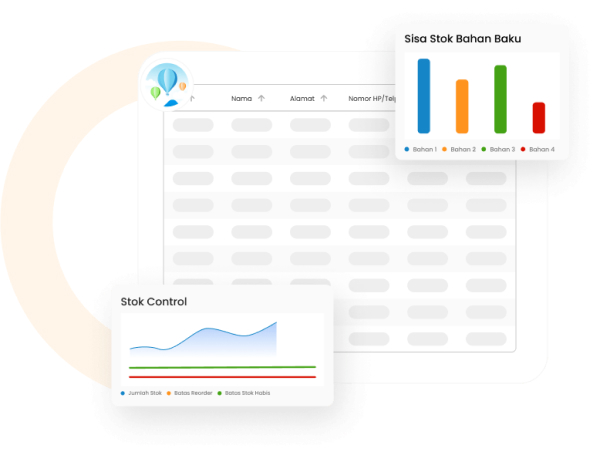 Sisa Stok Bahan Baku
Nama Alamat Nomor HP/Telp
Bahan 1 Bahan 2 Bahan 3 Bahan 4
Stok Control
Jumlah Stok Batas Reorder Batas Stok Habis